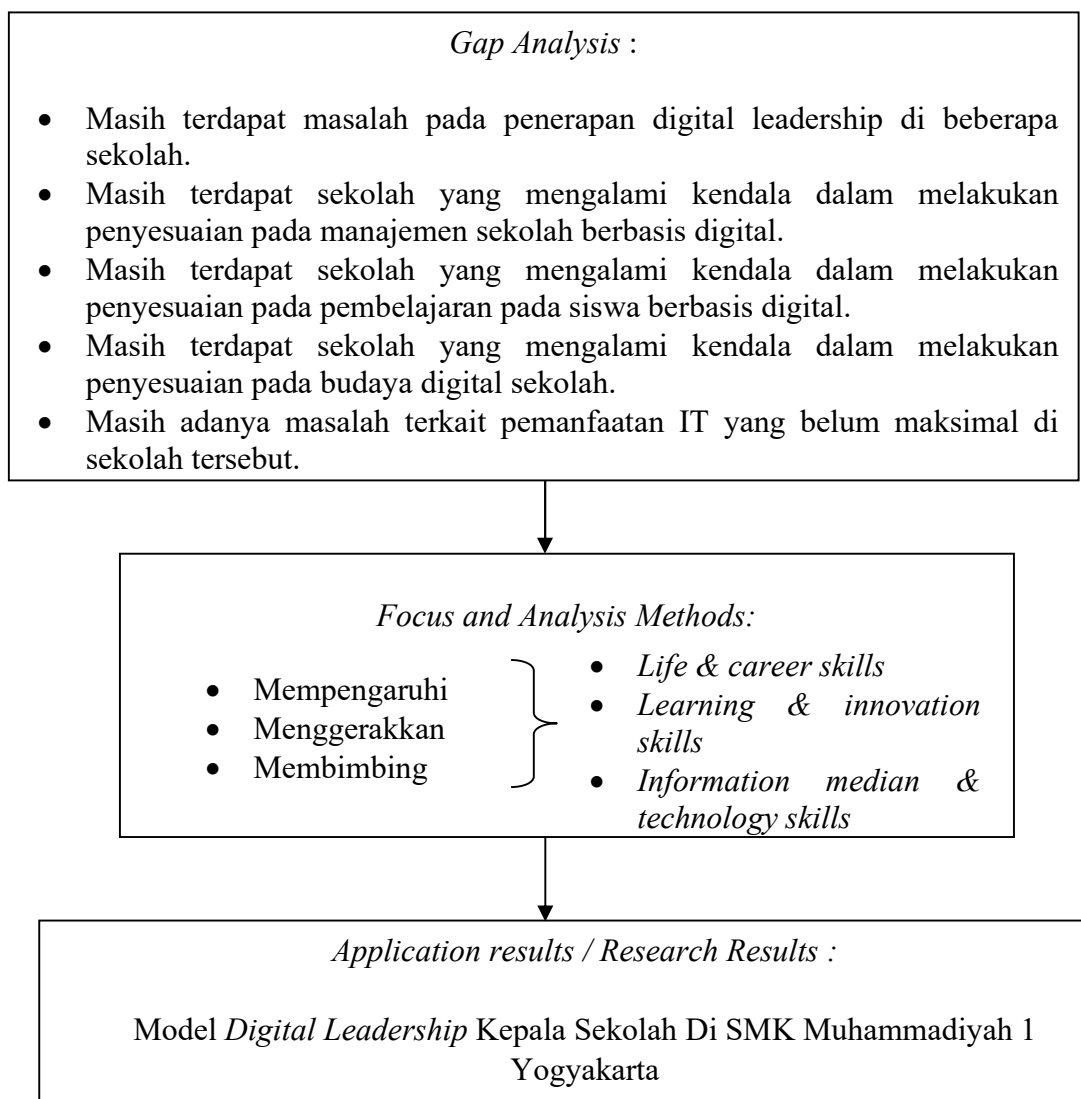 Gap Analysis :
• Masih terdapat masalah pada penerapan digital leadership di beberapa
sekolah.
• Masih terdapat sekolah yang mengalami kendala dalam melakukan
penyesuaian pada manajemen sekolah berbasis digital.
• Masih terdapat sekolah yang mengalami kendala dalam melakukan
penyesuaian pada pembelajaran pada siswa berbasis digital.
• Masih terdapat sekolah yang mengalami kendala dalam melakukan
penyesuaian pada budaya digital sekolah.
• Masih adanya masalah terkait pemanfaatan IT yang belum maksimal di
sekolah tersebut.
Focus and Analysis Methods:
• Mempengaruhi
• Menggerakkan
• Membimbing
• Life & career skills
• Learning & innovation
skills
• Information median &
technology skills
Application results / Research Results :
Model Digital Leadership Kepala Sekolah Di SMK Muhammadiyah 1
Yogyakarta